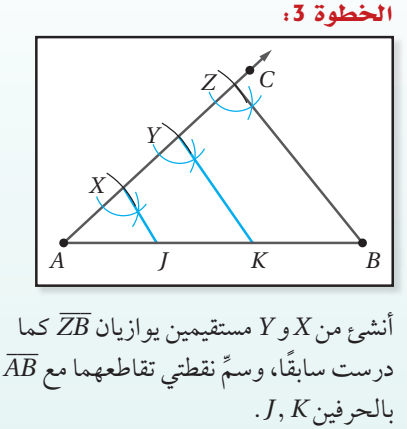 الخطوة 3:
C
Z
Y
X
A J K B
أنشئ من X و Y مستقيمين يوازيان ZB كما
درست سابقًا، وسمِّ نقطتي تقاطعهما مع AB
بالحرفين J, K.